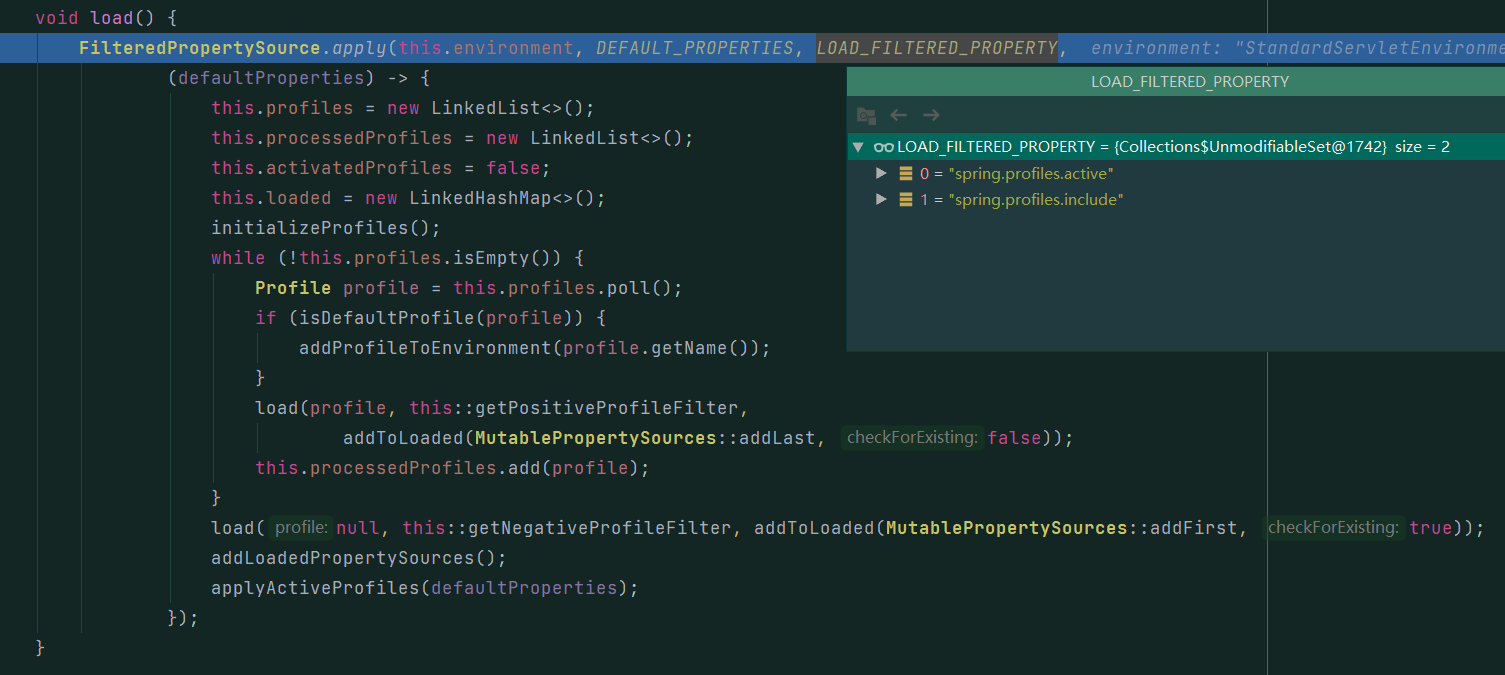 void load() {
FilteredPropertySource.apply(this.environment, DEFAULT_PROPERTIES, LOAD_FILTERED_PROPERTY, environment: "StandardServletEnvironme
(defaultProperties) -> {
LOAD_FILTERED_PROPERTY
this.profiles = new LinkedList<>();
this.processedProfiles = new LinkedList<>();
LOAD_FILTERED_PROPERTY = {Collections$UnmodifiableSet@1742} size = 2
this.activatedProfiles = false;
0 = "spring.profiles.active"
this.loaded = new LinkedHashMap<>();
1 = "spring.profiles.include"
initializeProfiles();
while (!this.profiles.isEmpty()) {
Profile profile = this.profiles.poll();
if (isDefaultProfile(profile)) {
addProfileToEnvironment(profile.getName());
}
load(profile, this::getPositiveProfileFilter,
addToLoaded(MutablePropertySources::addLast, checkForExisting: false));
this.processedProfiles.add(profile);
}
load( profile: null, this::getNegativeProfileFilter, addToLoaded(MutablePropertySources::addFirst, checkForExisting: true));
addLoadedPropertySources();
applyActiveProfiles(defaultProperties);
});
}